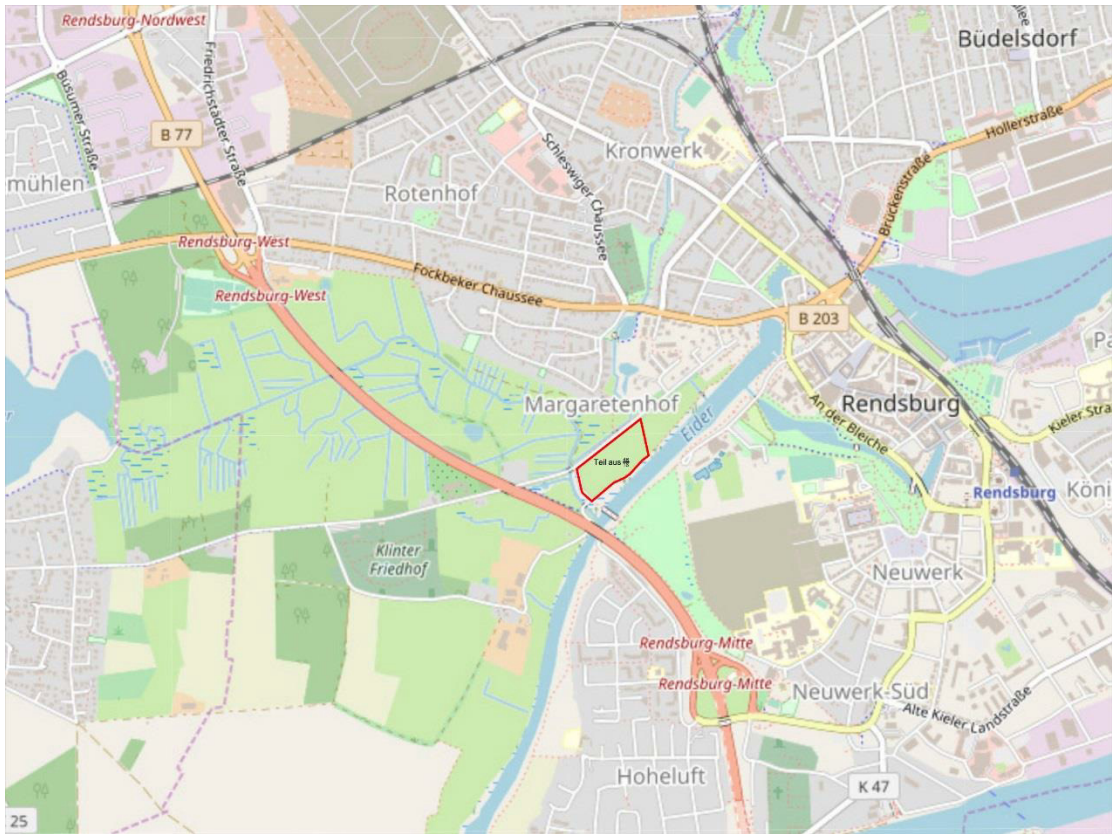 Rendsburg-Nordwest
Büdelsdorf
Büsumer Straße
Friedrichstädter Straße
B 77
Hollerstraße
Schleswiger Chaussee
Kronwerk
mühlen
Rotenhof
Brückenstraße
Rendsburg-West
Fockbeker Chaussee
Rendsburg-West
B 203
Margaretenhof
Eider
An der Bleiche
Rendsburg
Kieler Stra
Teil aus
Rendsburg
König
Klinter
Friedhof
Neuwerk
Rendsburg-Mitte
Rendsburg-Mitte
Neuwerk-Süd
Alte Kieler Landstraße
Hoheluft
K 47
25